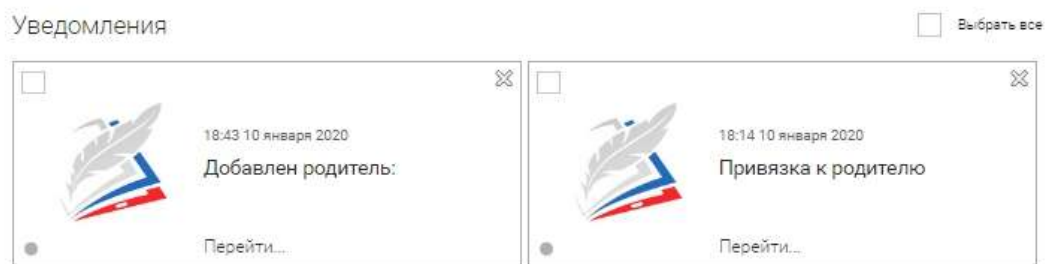 Уведомления
Выбрать все
18:43 10 января 2020
Добавлен родитель:
Перейти...
18:14 10 января 2020
Привязка к родителю
Перейти...